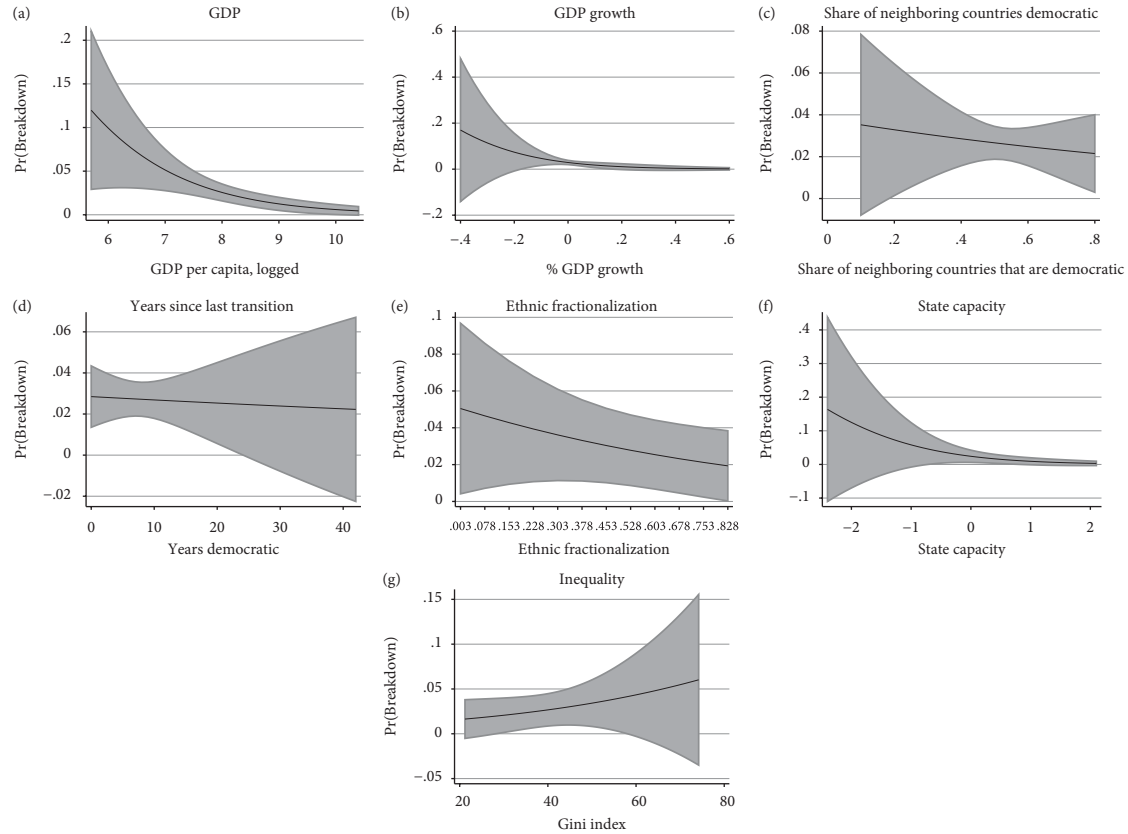 (a) GDP
.2
.15
.1
.05
0
Pr(Breakdown)
6 7 8 9 10
GDP per capita, logged
(b) GDP growth
.6
.4
.2
0
−.2
Pr(Breakdown)
−.4 −.2 0 .2 .4 .6
% GDP growth
(c) Share of neighboring countries democratic
.08
.06
.04
.02
0
Pr(Breakdown)
0 .2 .4 .6 .8
Share of neighboring countries that are democratic
(d) Years since last transition
.06
.04
.02
0
−.02
Pr(Breakdown)
0 10 20 30 40
Years democratic
(e) Ethnic fractionalization
.1
.08
.06
.04
.02
0
Pr(Breakdown)
.003 .078 .153 .228 .303 .378 .453 .528 .603 .678 .753 .828
Ethnic fractionalization
(f) State capacity
.4
.3
.2
.1
0
−.1
Pr(Breakdown)
−2 −1 0 1 2
State capacity
(g) Inequality
.15
.1
.05
0
−.05
Pr(Breakdown)
20 40 60 80
Gini index